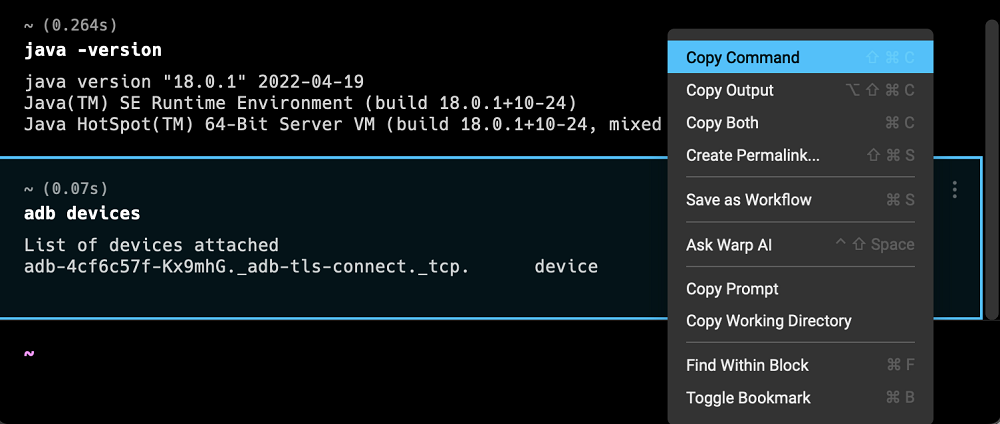 ~ (0.264s)
java -version
java version "18.0.1" 2022-04-19
Java(TM) SE Runtime Environment (build 18.0.1+10-24)
Java HotSpot(TM) 64-Bit Server VM (build 18.0.1+10-24, mixed
~ (0.07s)
adb devices
List of devices attached
adb-4cf6c57f-Kx9mhG._adb-tls-connect._tcp. device
~
Copy Command ⇧ ⌘ C
Copy Output ⌥ ⇧ ⌘ C
Copy Both ⌘ C
Create Permalink... ⇧ ⌘ S
Save as Workflow ⌘ S
Ask Warp AI ^ ⇧ Space
Copy Prompt
Copy Working Directory
Find Within Block ⌘ F
Toggle Bookmark ⌘ B